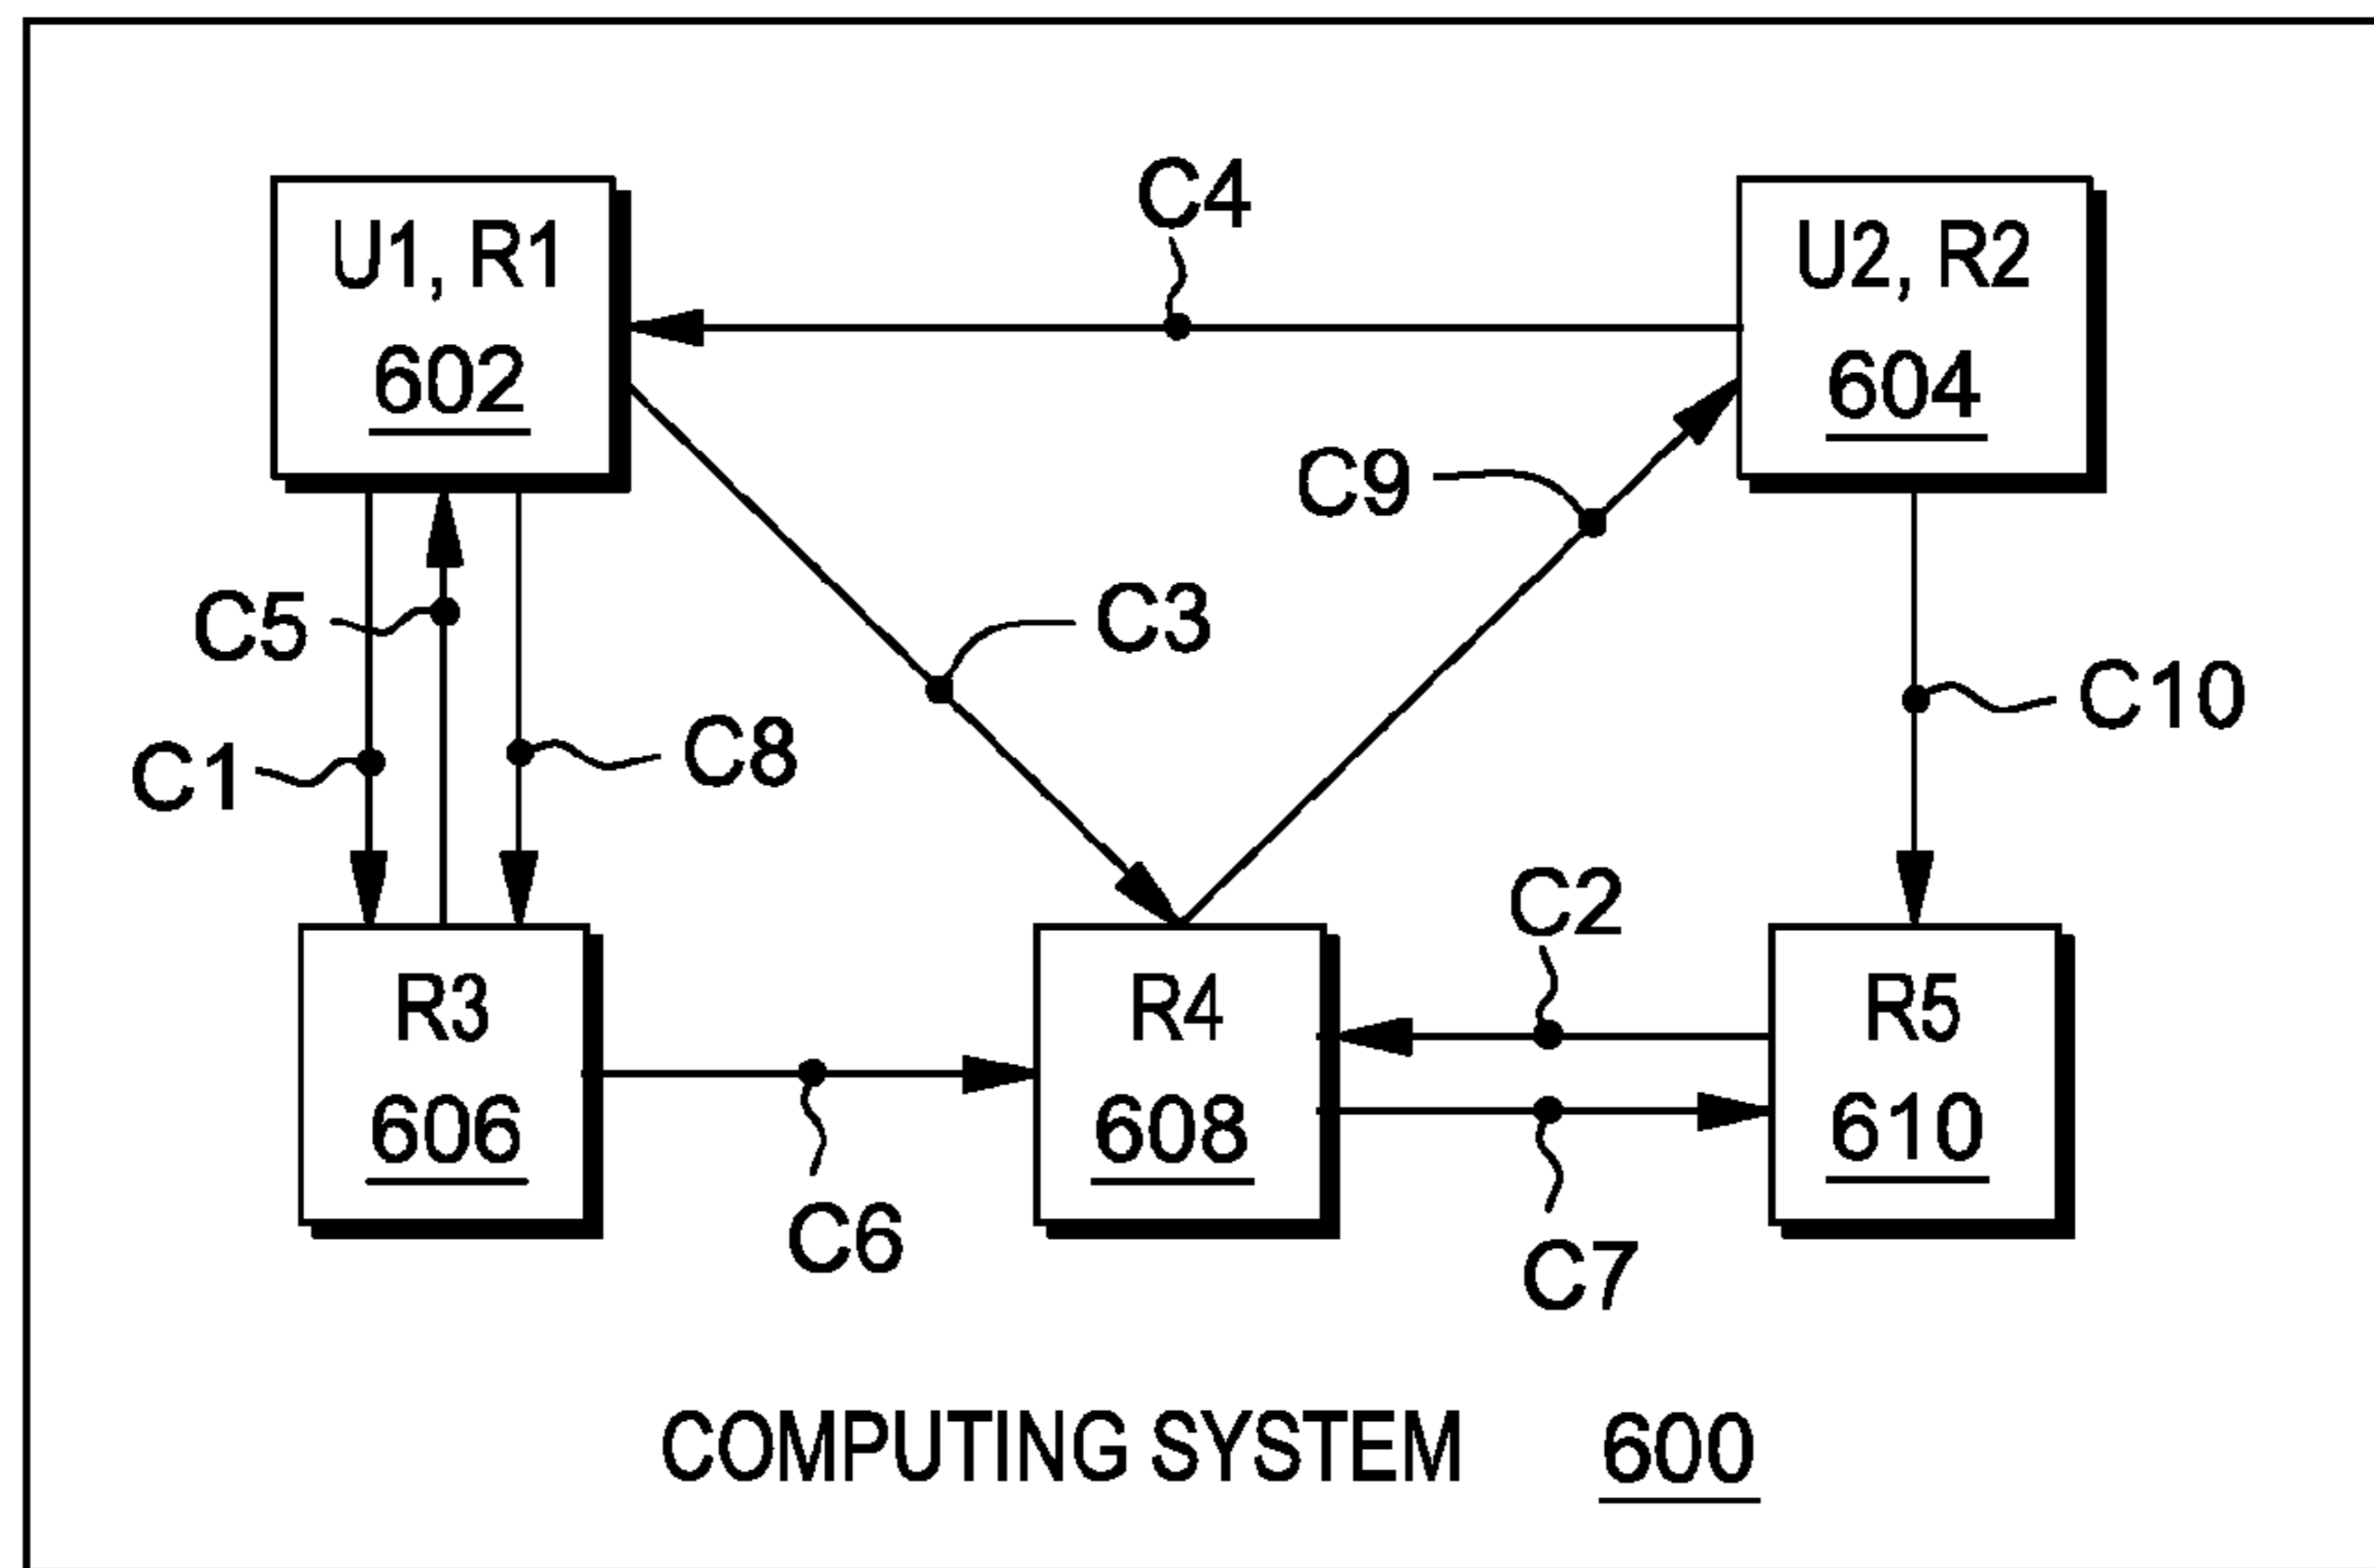 C4
U1, R1
602
U2, R2
604
C9
C5
C3
C10
C1
C8
C2
R3
606
R4
608
R5
610
C6
C7
COMPUTING SYSTEM 600